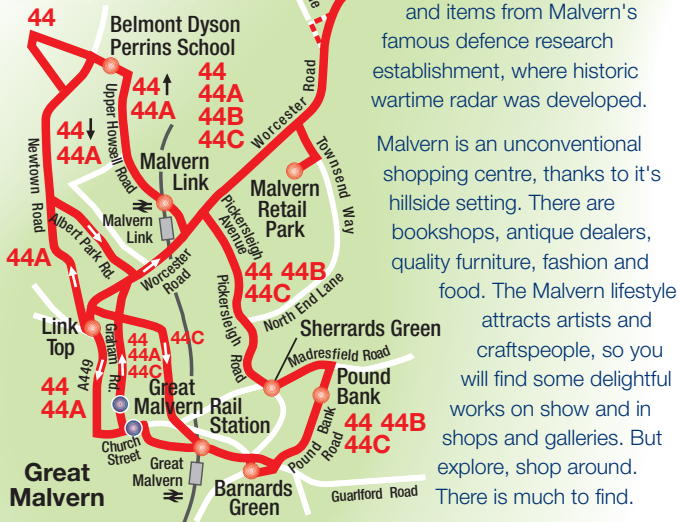 44
Belmont Dyson
Perrins School
44
44A
44
44A
44B
44C
Worcester Road
44
44A
Upper Howsell Road
Newtown Road
Malvern
Link
Townsend Way
Malvern
Retail
Park
Malvern
Link
Albert Park Rd.
Pickersleigh
Avenue
44A
Worcester
Road
44 44B
44C
North End Lane
Pickersleigh
Road
Link
Top
Graham Rd.
44
44A
44C
44C
Sherrards Green
Madresfield Road
A449
44
44A
Great
Malvern Rail
Station
Pound
Bank
44 44B
44C
Pound Bank
Road
Church
Street
Great
Malvern
Great
Malvern
Barnards
Green
Guarlford Road
and items from Malvern's
famous defence research
establishment, where historic
wartime radar was developed.
Malvern is an unconventional
shopping centre, thanks to it's
hillside setting. There are
bookshops, antique dealers,
quality furniture, fashion and
food. The Malvern lifestyle
attracts artists and
craftspeople, so you
will find some delightful
works on show and in
shops and galleries. But
explore, shop around.
There is much to find.